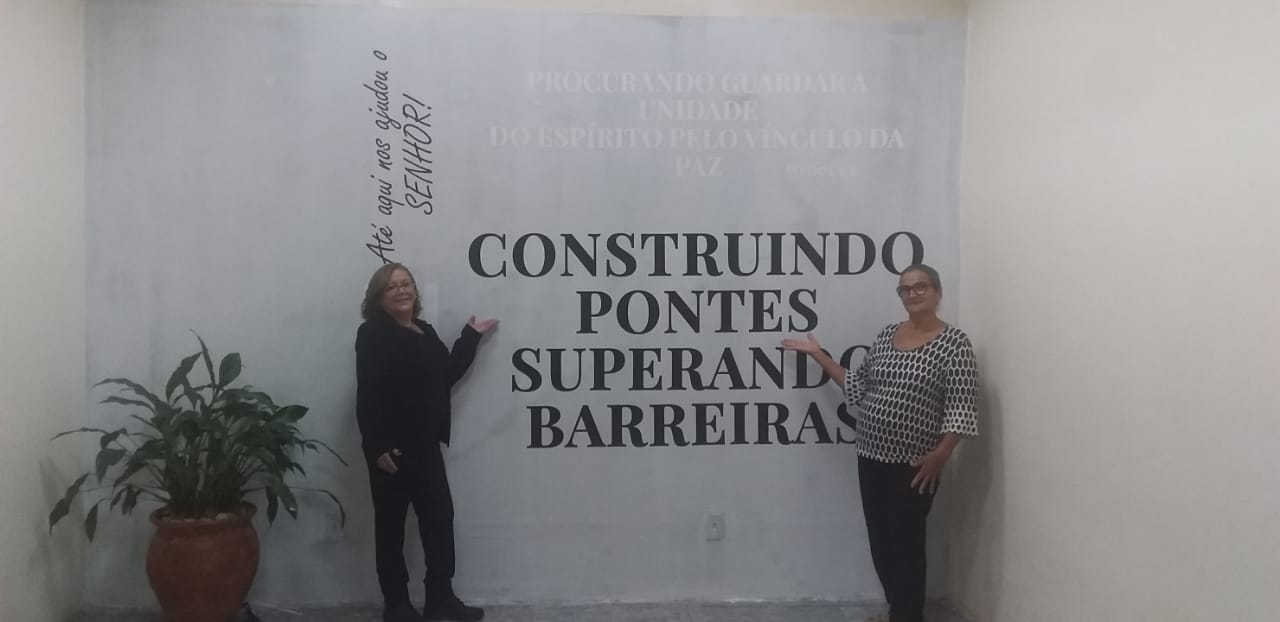 Até aqui nos ajudou o
SENHOR!
PROCURANDO GUARDAR A
UNIDADE
DO ESPÍRITO PELO VÍNCULO DA
PAZ
CONSTRUINDO
PONTES
SUPERANDO
BARREIRAS